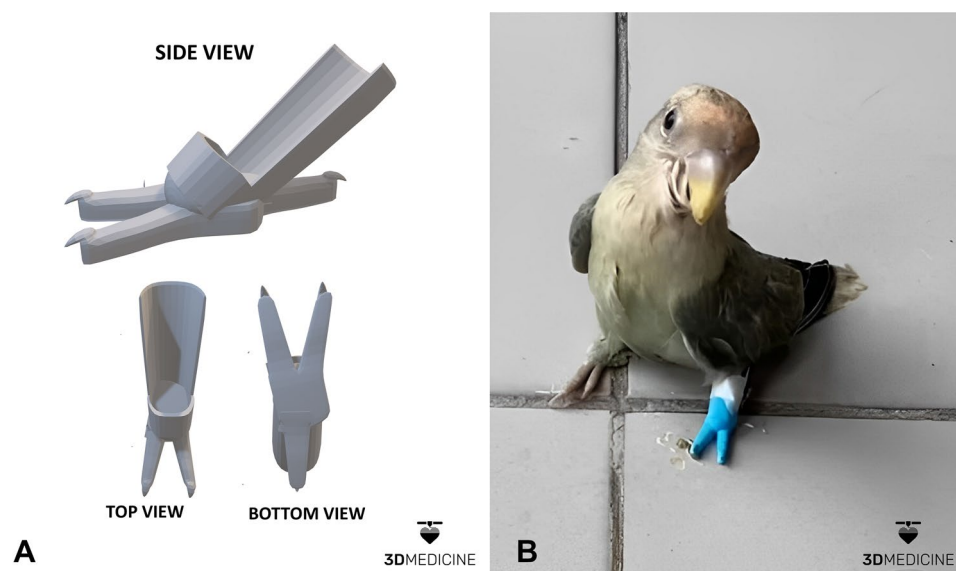 SIDE VIEW
TOP VIEW
BOTTOM VIEW
A
3DMEDICINE
B
3DMEDICINE